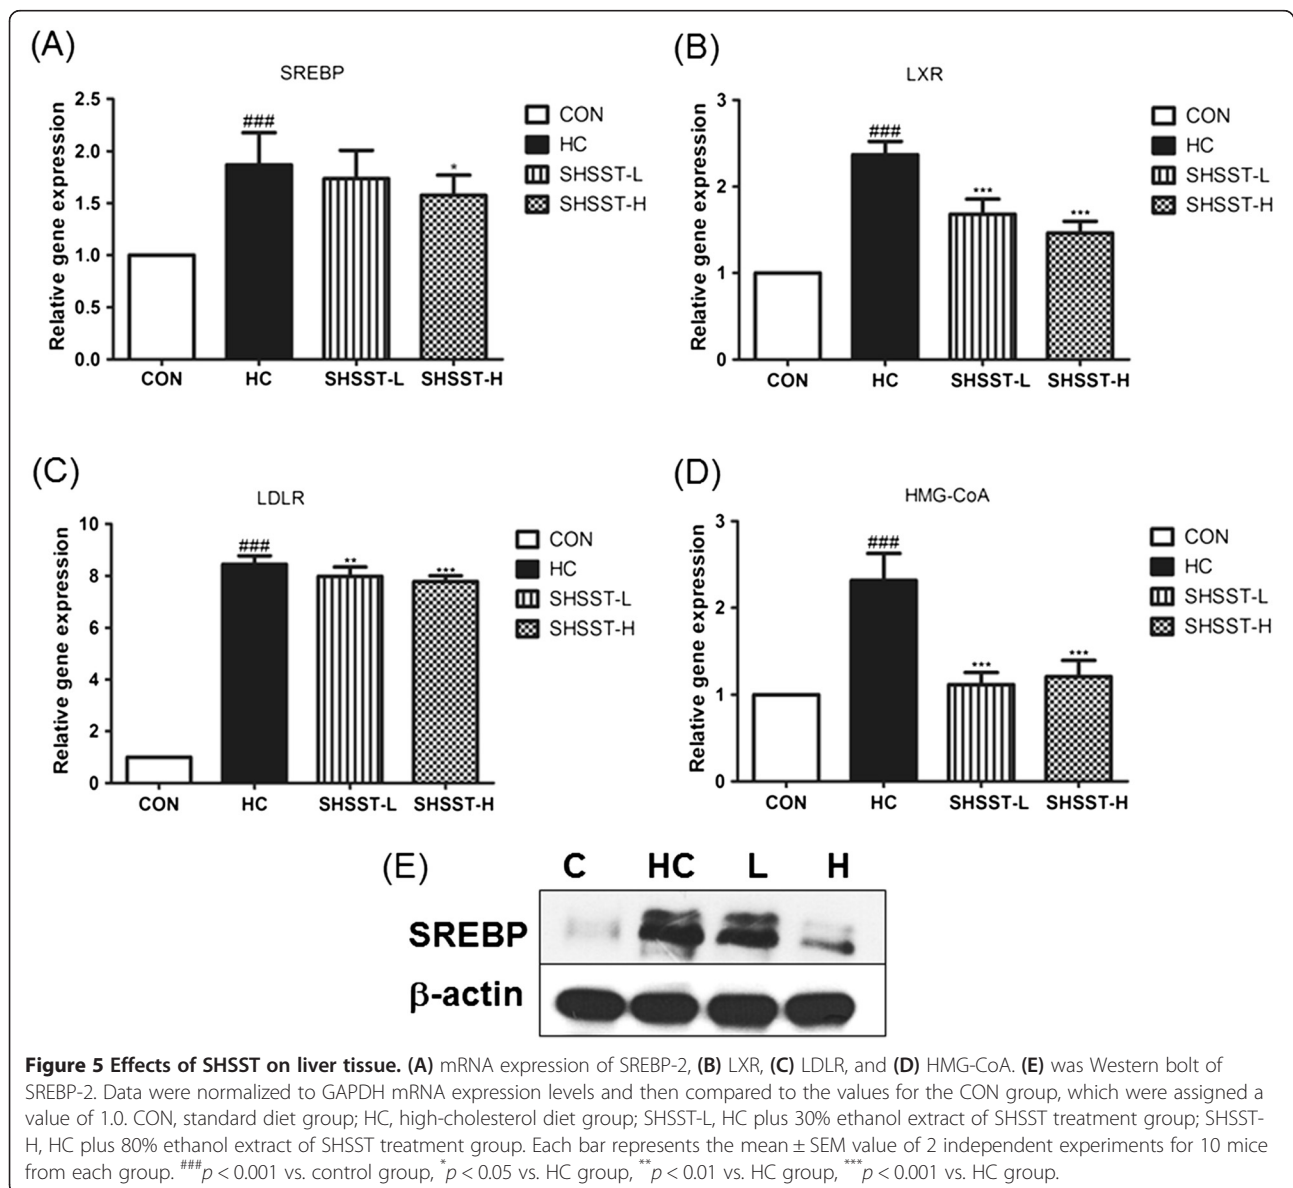 (A)
SREBP
Relative gene expression
2.5
2.0
1.5
1.0
0.5
0.0
###
*
CON
HC
SHSST-L
SHSST-H
CON
HC
SHSST-L
SHSST-H
(B)
LXR
Relative gene expression
3
2
1
0
###
***
***
CON
HC
SHSST-L
SHSST-H
CON
HC
SHSST-L
SHSST-H
(C)
LDLR
Relative gene expression
10
8
6
4
2
0
###
**
***
CON
HC
SHSST-L
SHSST-H
CON
HC
SHSST-L
SHSST-H
(D)
HMG-CoA
Relative gene expression
3
2
1
0
###
***
***
CON
HC
SHSST-L
SHSST-H
CON
HC
SHSST-L
SHSST-H
(E)
C HC L H
SREBP
β-actin
Figure 5 Effects of SHSST on liver tissue. (A) mRNA expression of SREBP-2, (B) LXR, (C) LDLR, and (D) HMG-CoA. (E) was Western bolt of
SREBP-2. Data were normalized to GAPDH mRNA expression levels and then compared to the values for the CON group, which were assigned a
value of 1.0. CON, standard diet group; HC, high-cholesterol diet group; SHSST-L, HC plus 30% ethanol extract of SHSST treatment group; SHSST-
H, HC plus 80% ethanol extract of SHSST treatment group. Each bar represents the mean ± SEM value of 2 independent experiments for 10 mice
from each group. ###p < 0.001 vs. control group, *p < 0.05 vs. HC group, **p < 0.01 vs. HC group, ***p < 0.001 vs. HC group.